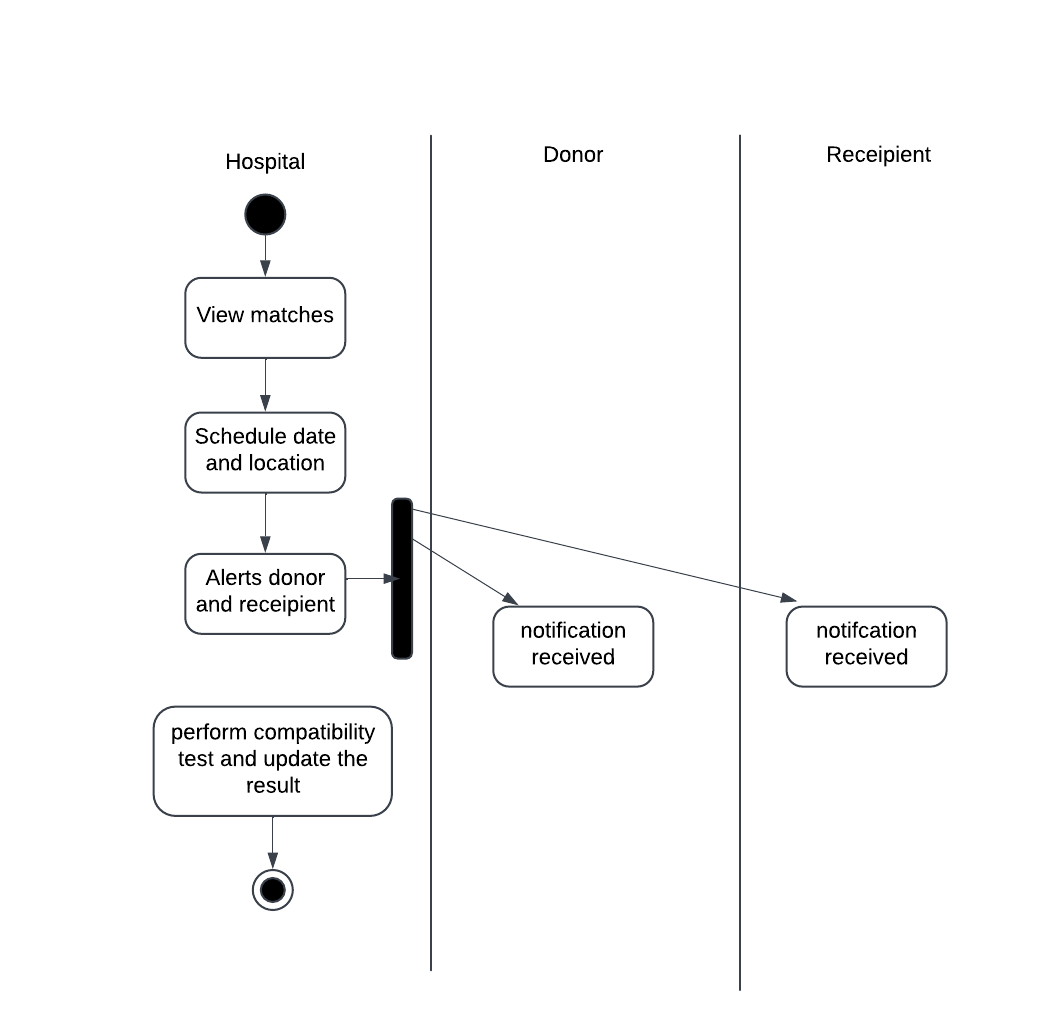 Hospital
Donor
Receipient
View matches
Schedule date
and location
Alerts donor
and receipient
notification
received
notifcation
received
perform compatibility
test and update the
result